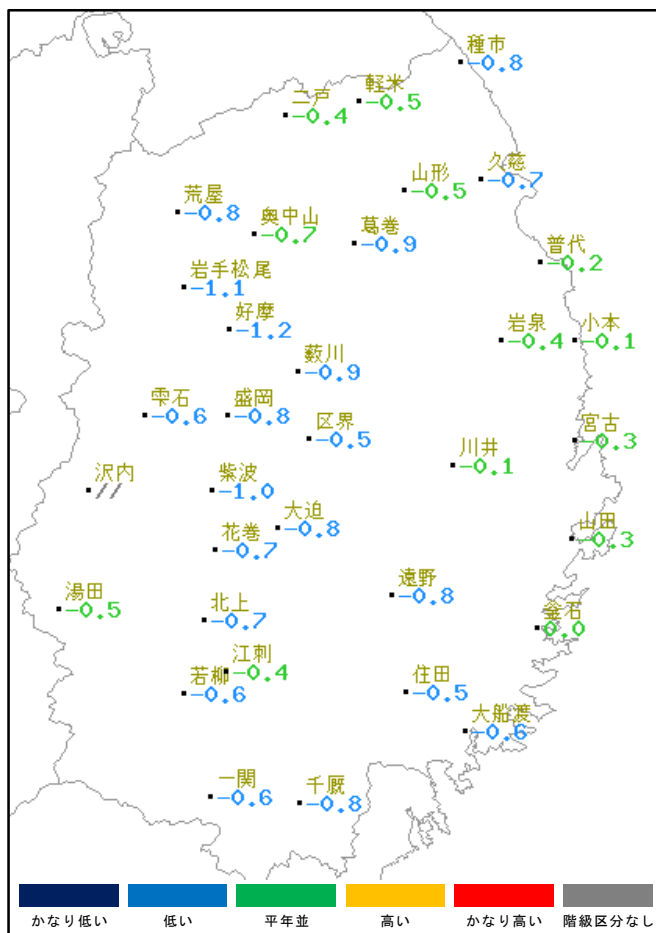 種市
-0.8
軽米
-0.5
二戸
-0.4
久慈
-0.7
山形
-0.5
荒屋
-0.8
奥中山
-0.7
葛巻
-0.9
普代
-0.2
岩手松尾
-1.1
好摩
-1.2
岩泉
-0.4
小本
-0.1
薮川
-0.9
雫石
-0.6
盛岡
-0.8
区界
-0.5
宮古
-0.3
川井
-0.1
沢内
//
紫波
-1.0
大迫
-0.8
花巻
-0.7
山田
-0.3
湯田
-0.5
北上
-0.7
遠野
-0.8
釜石
0.0
江刺
-0.4
若柳
-0.6
住田
-0.5
大船渡
-0.6
一関
-0.6
千厩
-0.8
かなり低い 低い 平年並 高い かなり高い 階級区分なし